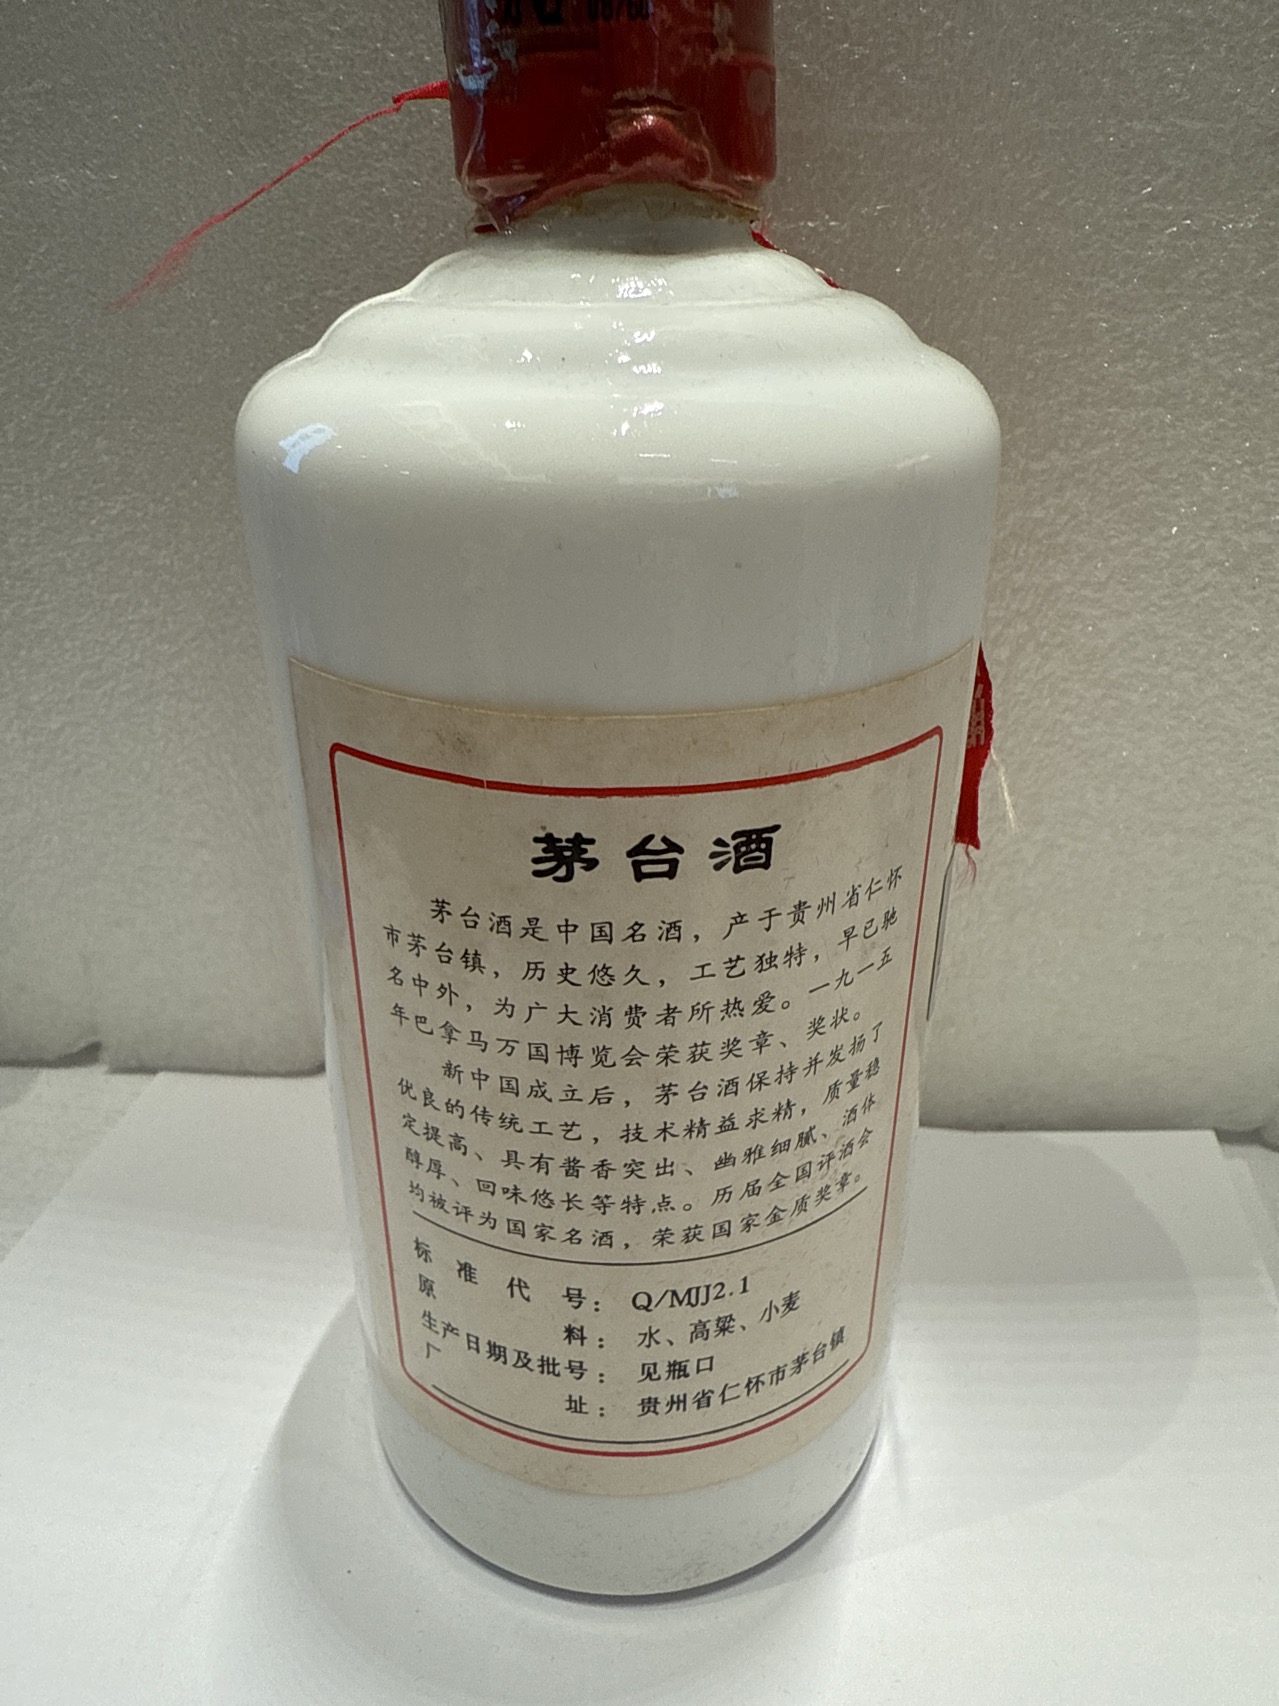 茅台酒
茅台酒是中国名酒，产于贵州省仁怀
市茅台镇，历史悠久，工艺独特，早已驰
名中外，为广大消费者所热爱。一九一五
年巴拿马万国博览会荣获奖章、奖状。
新中国成立后，茅台酒保持并发扬了
优良的传统工艺，技术精益求精，质量稳
定提高、具有酱香突出、幽雅细腻、酒体
醇厚、回味悠长等特点。历届全国评酒会
均被评为国家名酒，荣获国家金质奖章。
标准代号：Q/MJJ2.1
原料：水、高粱、小麦
生产日期及批号：见瓶口
厂址：贵州省仁怀市茅台镇